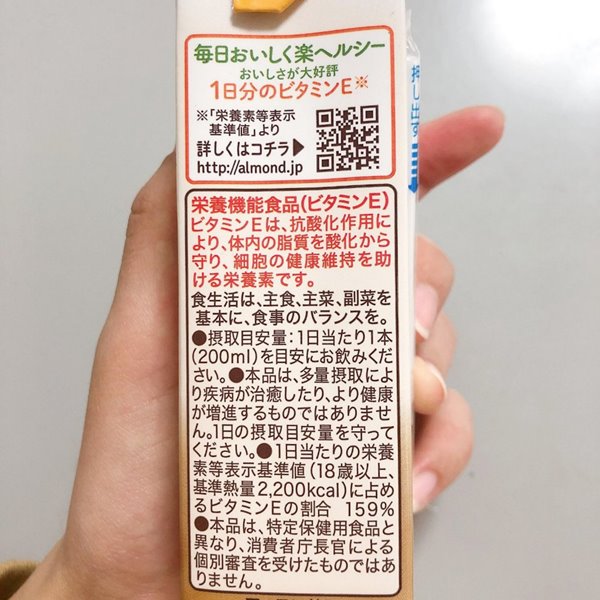 毎日おいしく楽ヘルシー
おいしさが大好評
1日分のビタミンE※
※「栄養素等表示
基準値」より
詳しくはコチラ▶
http://almond.jp
栄養機能食品(ビタミンE)
ビタミンEは、抗酸化作用に
より、体内の脂質を酸化から
守り、細胞の健康維持を助
ける栄養素です。
食生活は、主食、主菜、副菜を
基本に、食事のバランスを。
●摂取目安量：1日当たり1本
(200ml)を目安にお飲みくだ
さい。●本品は、多量摂取によ
り疾病が治癒したり、より健康
が増進するものではありませ
ん。1日の摂取目安量を守って
ください。●1日当たりの栄養
素等表示基準値(18歳以上、
基準熱量2,200kcal)に占め
るビタミンEの割合 159%
●本品は、特定保健用食品と
異なり、消費者庁長官による
個別審査を受けたものではあ
りません。